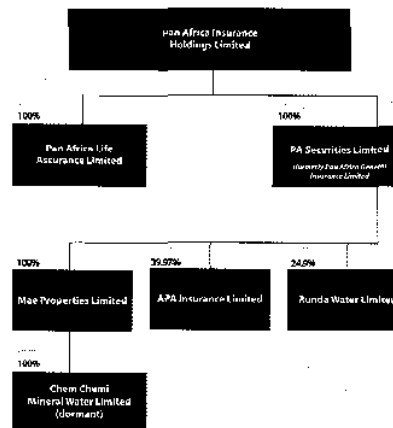 Pan Africa Insurance
Holdings Limited
100%
100%
Pan Africa Life
Assurance Limited
PA Securities Limited
(formerly Pan Africa General
Insurance Limited
100%
39.97%
24.9%
Mae Properties Limited
APA Insurance Limited
Runda Water Limited
100%
Chem Chemi
Mineral Water Limited
(dormant)